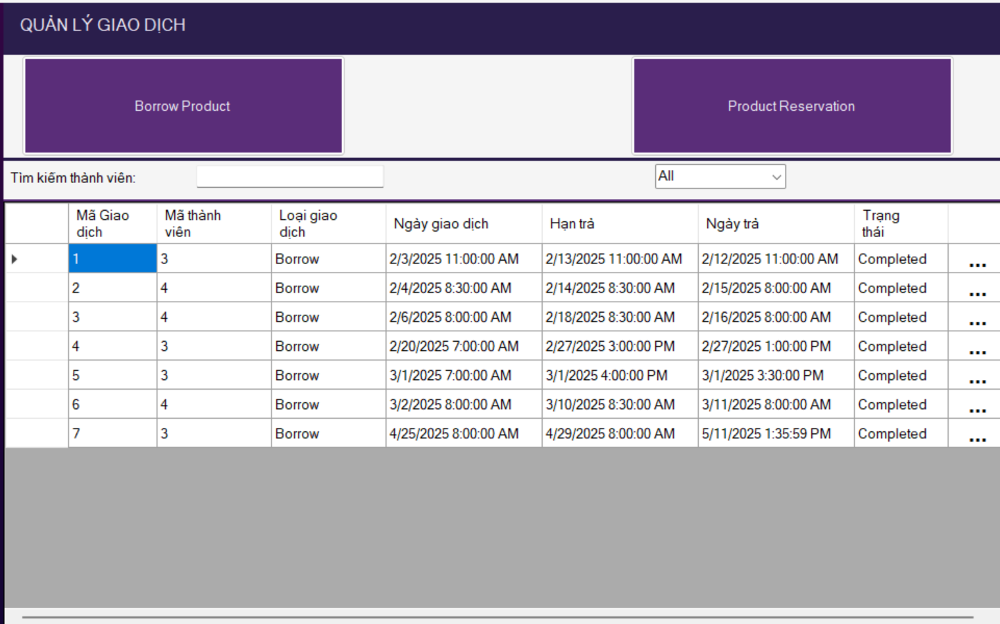 QUẢN LÝ GIAO DỊCH
Borrow Product
Product Reservation
Tìm kiếm thành viên:
All
Mã Giao dịch
Mã thành viên
Loại giao dịch
Ngày giao dịch
Hạn trả
Ngày trả
Trạng thái
1 3 Borrow 2/3/2025 11:00:00 AM 2/13/2025 11:00:00 AM 2/12/2025 11:00:00 AM Completed ...
2 4 Borrow 2/4/2025 8:30:00 AM 2/14/2025 8:30:00 AM 2/15/2025 8:00:00 AM Completed ...
3 4 Borrow 2/6/2025 8:00:00 AM 2/18/2025 8:30:00 AM 2/16/2025 8:00:00 AM Completed ...
4 3 Borrow 2/20/2025 7:00:00 AM 2/27/2025 3:00:00 PM 2/27/2025 1:00:00 PM Completed ...
5 3 Borrow 3/1/2025 7:00:00 AM 3/1/2025 4:00:00 PM 3/1/2025 3:30:00 PM Completed ...
6 4 Borrow 3/2/2025 8:00:00 AM 3/10/2025 8:30:00 AM 3/11/2025 8:00:00 AM Completed ...
7 3 Borrow 4/25/2025 8:00:00 AM 4/29/2025 8:00:00 AM 5/11/2025 1:35:59 PM Completed ...